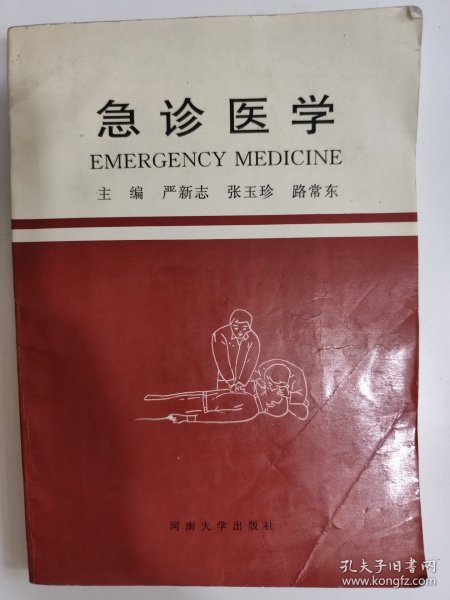 急诊医学
EMERGENCY MEDICINE
主 编 严新志 张玉珍 路常东
河南大学出版社
孔夫子旧书网
www.kongfz.com